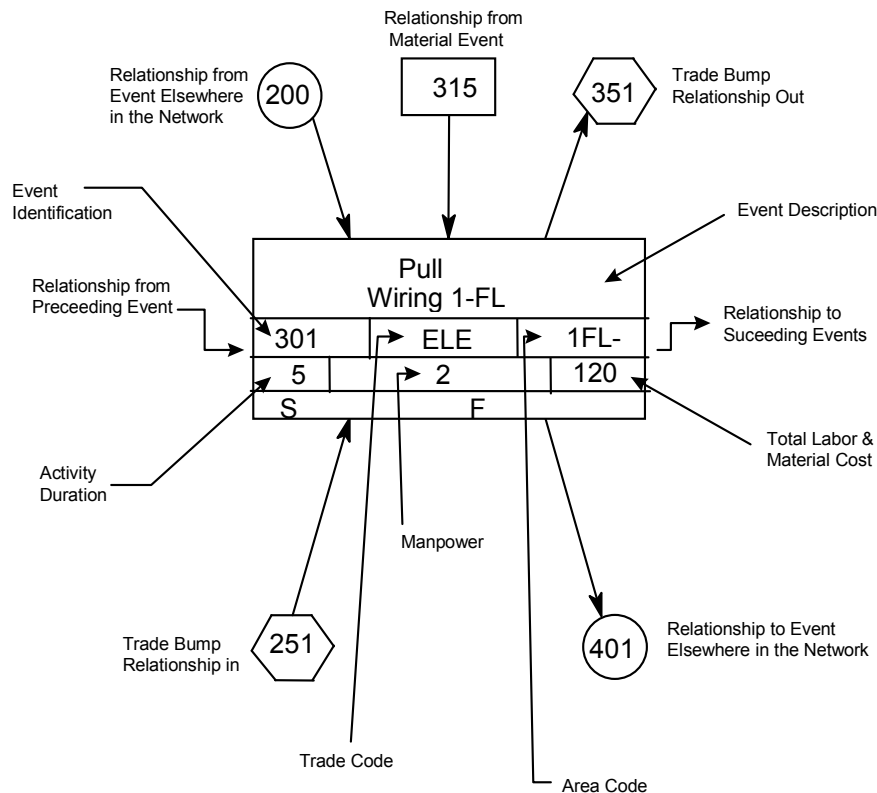 Relationship from
Material Event
315
Relationship from
Event Elsewhere
in the Network
200
351
Trade Bump
Relationship Out
Event
Identification
Event Description
Pull
Wiring 1-FL
Relationship from
Preceeding Event
301
ELE
1FL-
Relationship to
Suceeding Events
5
2
120
S
F
Total Labor &
Material Cost
Activity
Duration
Manpower
Trade Bump
Relationship in
251
401
Relationship to Event
Elsewhere in the Network
Trade Code
Area Code